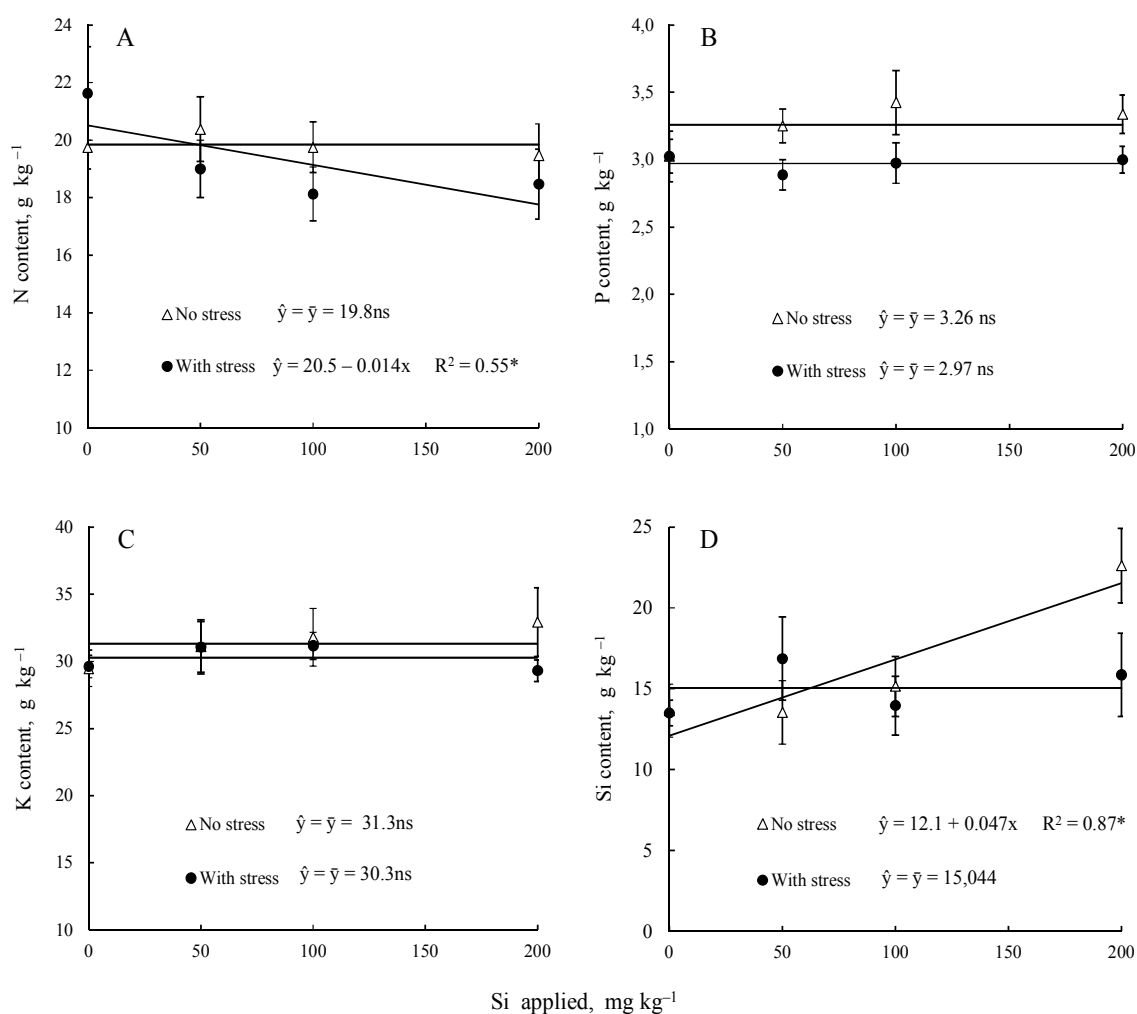 A
N content, g kg⁻¹
24
22
20
18
16
14
12
10
0 50 100 150 200
△ No stress ŷ = ȳ = 19.8ns
● With stress ŷ = 20.5 – 0.014x R² = 0.55*
B
P content, g kg⁻¹
4,0
3,5
3,0
2,5
2,0
1,5
1,0
0 50 100 150 200
△ No stress ŷ = ȳ = 3.26 ns
● With stress ŷ = ȳ = 2.97 ns
C
K content, g kg⁻¹
40
35
30
25
20
15
10
0 50 100 150 200
△ No stress ŷ = ȳ = 31.3ns
● With stress ŷ = ȳ = 30.3ns
D
Si content, g kg⁻¹
25
20
15
10
5
0
0 50 100 150 200
△ No stress ŷ = 12.1 + 0.047x R² = 0.87*
● With stress ŷ = ȳ = 15,044
Si applied, mg kg⁻¹